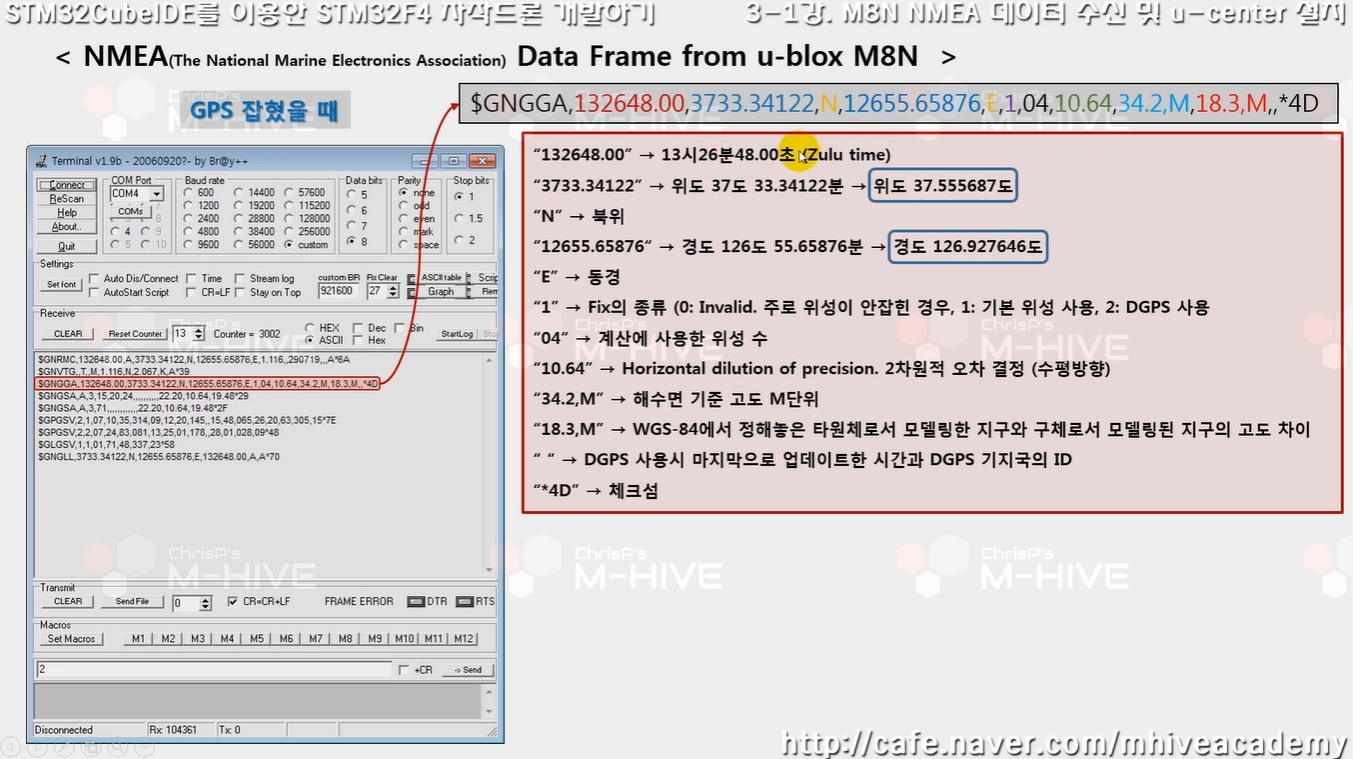 STM32CubeIDE를 이용한 STM32F4 자작드론 개발하기
3-1강. M8N NMEA 데이터 수신 및 u-center 설치
< NMEA(The National Marine Electronics Association) Data Frame from u-blox M8N >
GPS 잡혔을 때
$GNGGA,132648.00,3733.34122,N,12655.65876,E,1,04,10.64,34.2,M,18.3,M,,*4D
Terminal v1.9b - 20060920?- by Br@y++
Connect
ReScan
Help
About..
Quit
COM Port
COM4
COMs
4 9
5 10
Baud rate
600 14400 57600
1200 19200 115200
2400 28800 128000
4800 38400 256000
9600 56000 custom
Data bits
5
6
7
8
Parity
none
odd
even
mark
space
Stop bits
1
1.5
2
Settings
Set font
Auto Dis/Connect Time Stream log
AutoStart Script CR=LF Stay on Top
custom BR Rx Clear
921600 27
ASCII table
Graph
Receive
CLEAR Reset Counter 13 Counter = 3002
HEX Dec Bin
ASCII Hex
StartLog
$GNRMC,132648.00,A,3733.34122,N,12655.65876,E,1.116,,290719,,,A*6A
$GNVTG,,T,,M,1.116,N,2.067,K,A*39
$GNGGA,132648.00,3733.34122,N,12655.65876,E,1,04,10.64,34.2,M,18.3,M,,*4D
$GNGSA,A,3,15,20,24,,,,,,,,,,22.20,10.64,19.48*29
$GNGSA,A,3,71,,,,,,,,,,,,22.20,10.64,19.48*2F
$GPGSV,2,1,07,10,35,314,09,12,20,145,,15,48,065,26,20,63,305,15*7E
$GPGSV,2,2,07,24,83,081,13,25,01,178,,28,01,028,09*48
$GLGSV,1,1,01,71,48,337,23*58
$GNGLL,3733.34122,N,12655.65876,E,132648.00,A,A*70
Transmit
CLEAR Send File 0 CR=CR+LF FRAME ERROR DTR RTS
Macros
Set Macros M1 M2 M3 M4 M5 M6 M7 M8 M9 M10 M11 M12
2
+CR -> Send
Disconnected Rx: 104361 Tx: 0
“132648.00” → 13시26분48.00초 (Zulu time)
“3733.34122” → 위도 37도 33.34122분 → 위도 37.555687도
“N” → 북위
“12655.65876“ → 경도 126도 55.65876분 → 경도 126.927646도
“E” → 동경
“1” → Fix의 종류 (0: Invalid. 주로 위성이 안잡힌 경우, 1: 기본 위성 사용, 2: DGPS 사용
“04“ → 계산에 사용한 위성 수
“10.64” → Horizontal dilution of precision. 2차원적 오차 결정 (수평방향)
“34.2,M” → 해수면 기준 고도 M단위
“18.3,M” → WGS-84에서 정해놓은 타원체로서 모델링한 지구와 구체로서 모델링된 지구의 고도 차이
“ “ → DGPS 사용시 마지막으로 업데이트한 시간과 DGPS 기지국의 ID
“*4D” → 체크섬
ChrisP's
M-HIVE
ChrisP's
M-HIVE
ChrisP's
M-HIVE
http://cafe.naver.com/mhiveacademy